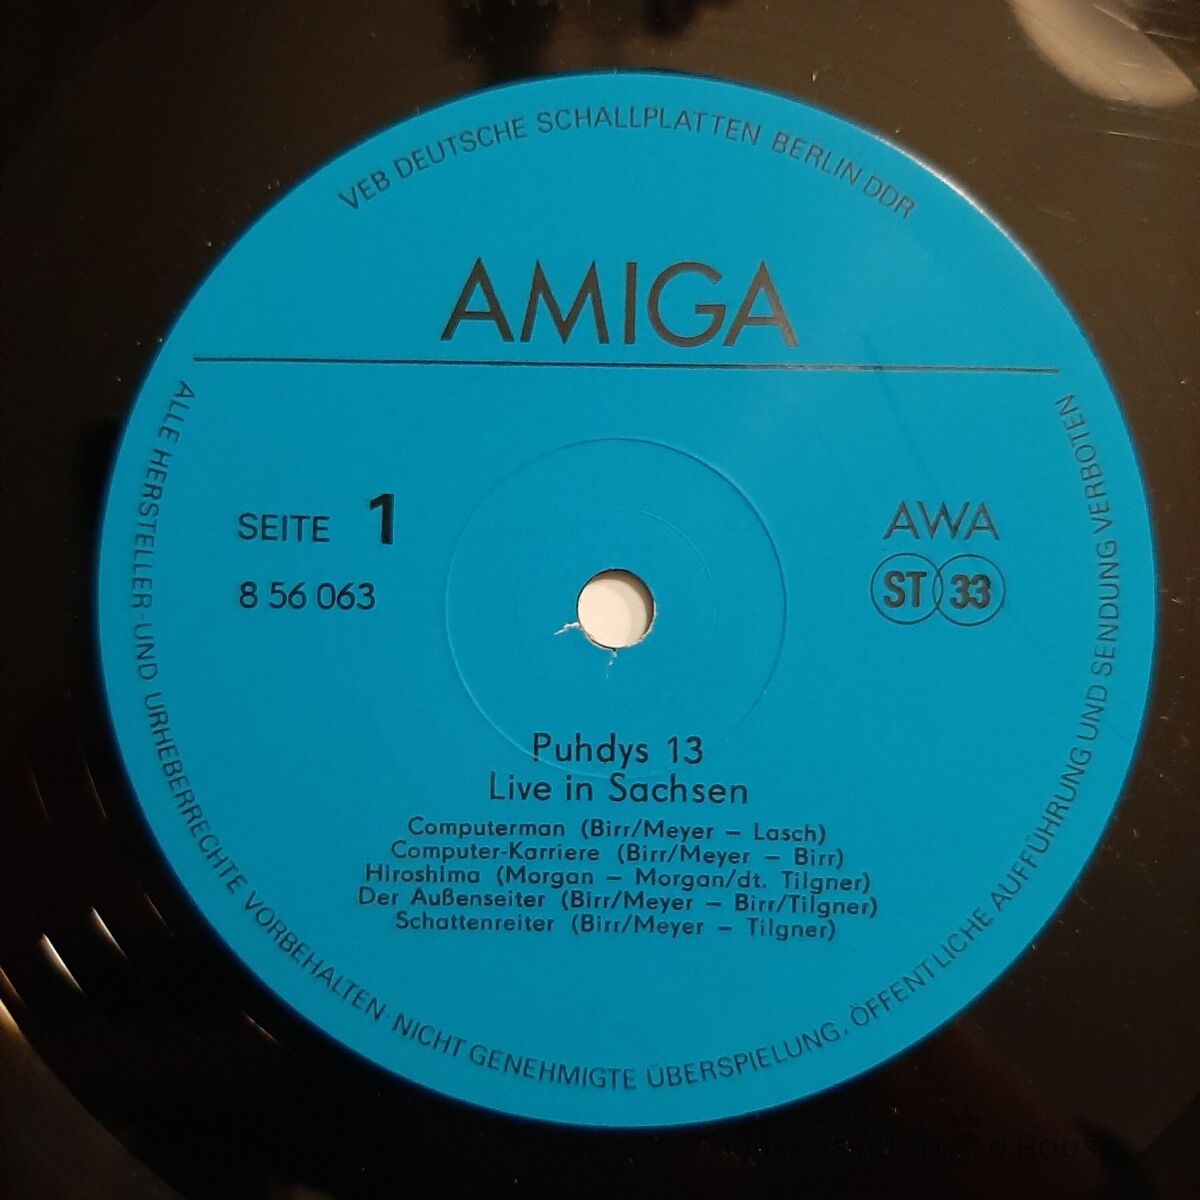 VEB DEUTSCHE SCHALLPLATTEN BERLIN DDR
AMIGA
SEITE 1
8 56 063
AWA
ST 33
Puhdys 13
Live in Sachsen
Computerman (Birr/Meyer – Lasch)
Computer-Karriere (Birr/Meyer – Birr)
Hiroshima (Morgan – Morgan/dt. Tilgner)
Der Außenseiter (Birr/Meyer – Birr/Tilgner)
Schattenreiter (Birr/Meyer – Tilgner)
ALLE HERSTELLER-UND URHEBERRECHTE VORBEHALTEN·NICHT GENEHMIGTE ÜBERSPIELUNG, ÖFFENTLICHE AUFFÜHRUNG UND SENDUNG VERBOTEN
AUCTION HOUSE